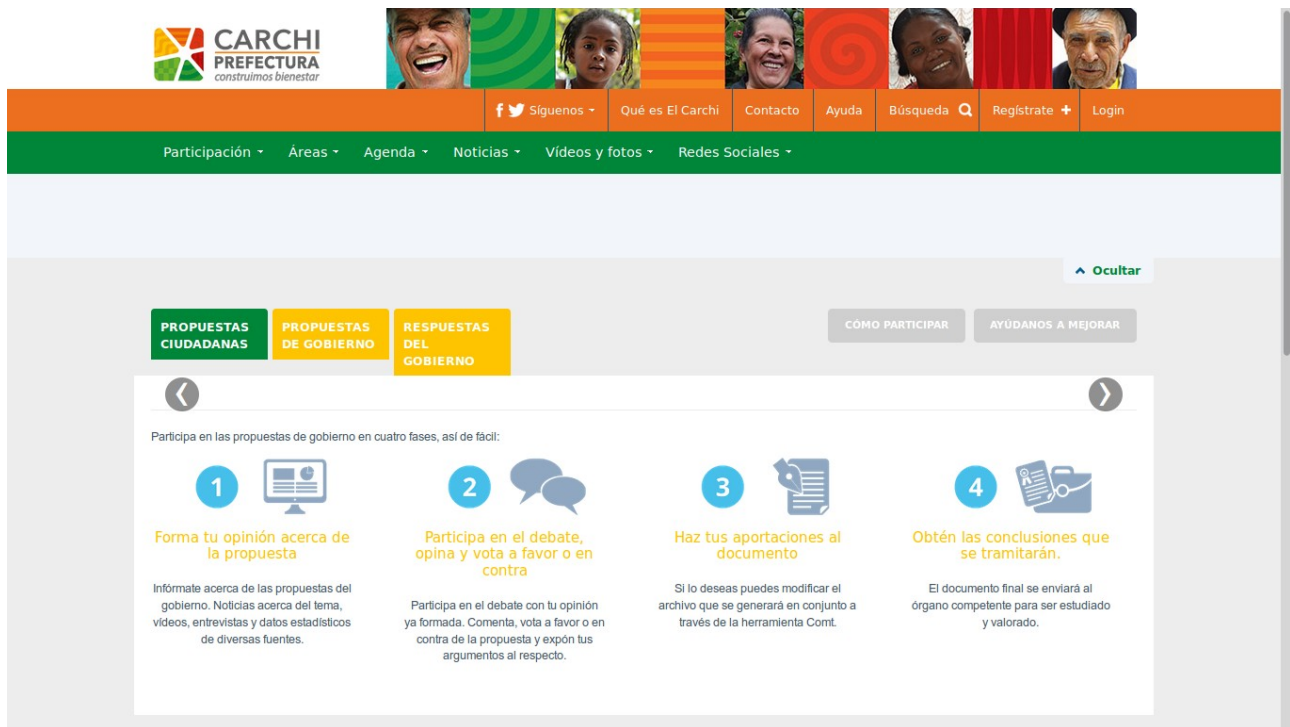 CARCHI
PREFECTURA
construimos bienestar
Síguenos
Qué es El Carchi
Contacto
Ayuda
Búsqueda
Regístrate
Login
Participación
Áreas
Agenda
Noticias
Vídeos y fotos
Redes Sociales
Ocultar
PROPUESTAS
CIUDADANAS
PROPUESTAS
DE GOBIERNO
RESPUESTAS
DEL
GOBIERNO
CÓMO PARTICIPAR
AYÚDANOS A MEJORAR
Participa en las propuestas de gobierno en cuatro fases, así de fácil:
1
Forma tu opinión acerca de
la propuesta
Infórmate acerca de las propuestas del
gobierno. Noticias acerca del tema,
vídeos, entrevistas y datos estadísticos
de diversas fuentes.
2
Participa en el debate,
opina y vota a favor o en
contra
Participa en el debate con tu opinión
ya formada. Comenta, vota a favor o en
contra de la propuesta y expón tus
argumentos al respecto.
3
Haz tus aportaciones al
documento
Si lo deseas puedes modificar el
archivo que se generará en conjunto a
través de la herramienta Comt.
4
Obtén las conclusiones que
se tramitarán.
El documento final se enviará al
órgano competente para ser estudiado
y valorado.